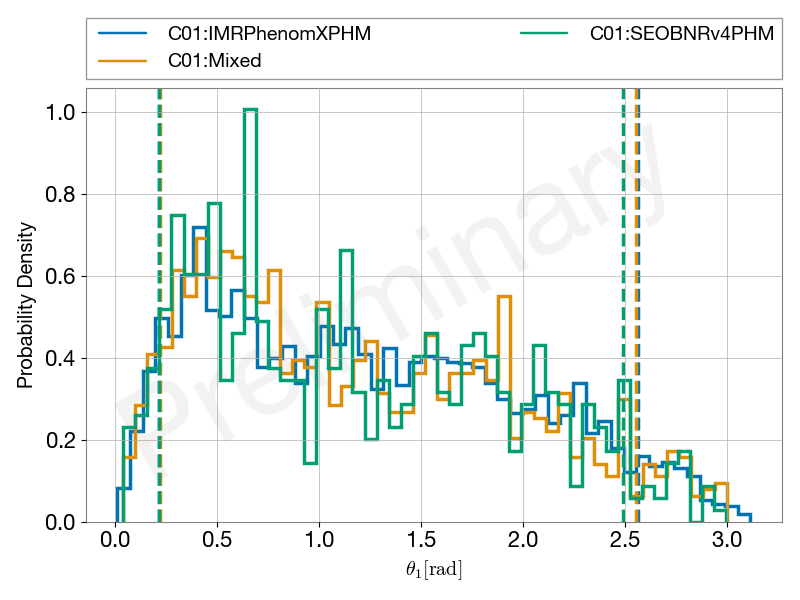 C01:IMRPhenomXPHM
C01:Mixed
C01:SEOBNRv4PHM
Preliminary
Probability Density
1.0
0.8
0.6
0.4
0.2
0.0
0.0 0.5 1.0 1.5 2.0 2.5 3.0
θ₁[rad]